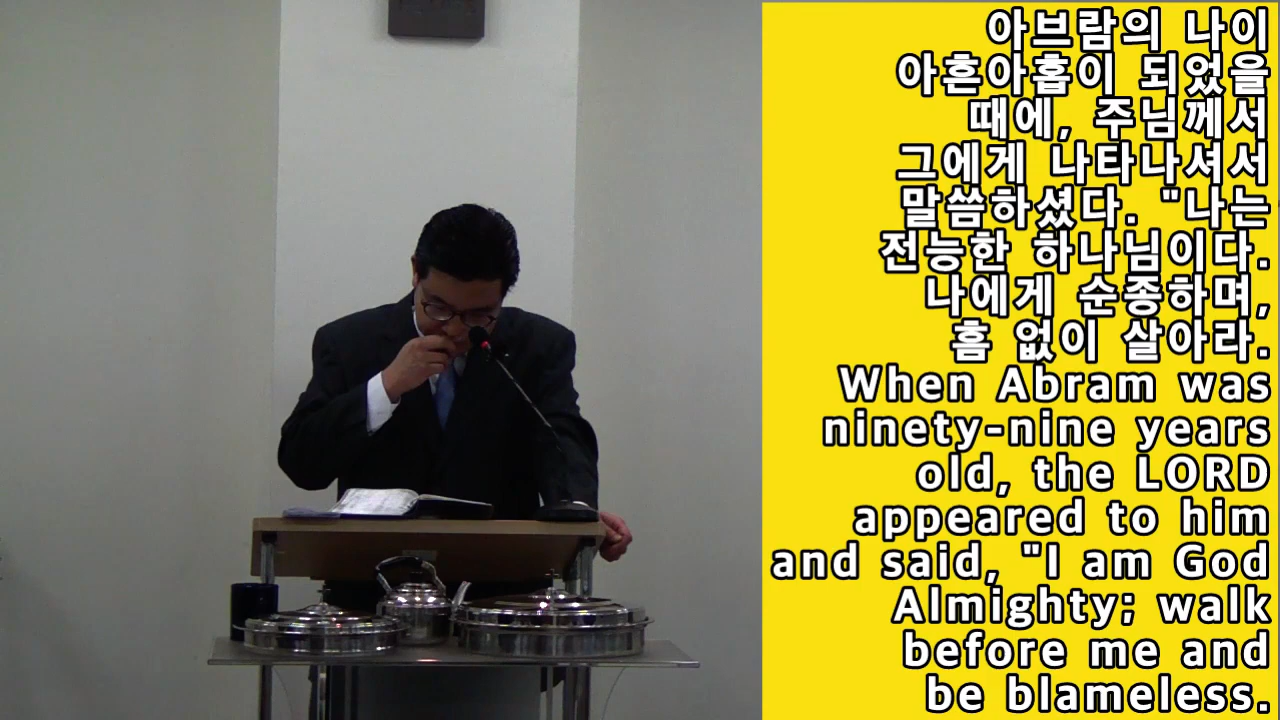 아브람의 나이
아흔아홉이 되었을
때에, 주님께서
그에게 나타나셔서
말씀하셨다. "나는
전능한 하나님이다.
나에게 순종하며,
흠 없이 살아라.
When Abram was
ninety-nine years
old, the LORD
appeared to him
and said, "I am God
Almighty; walk
before me and
be blameless.